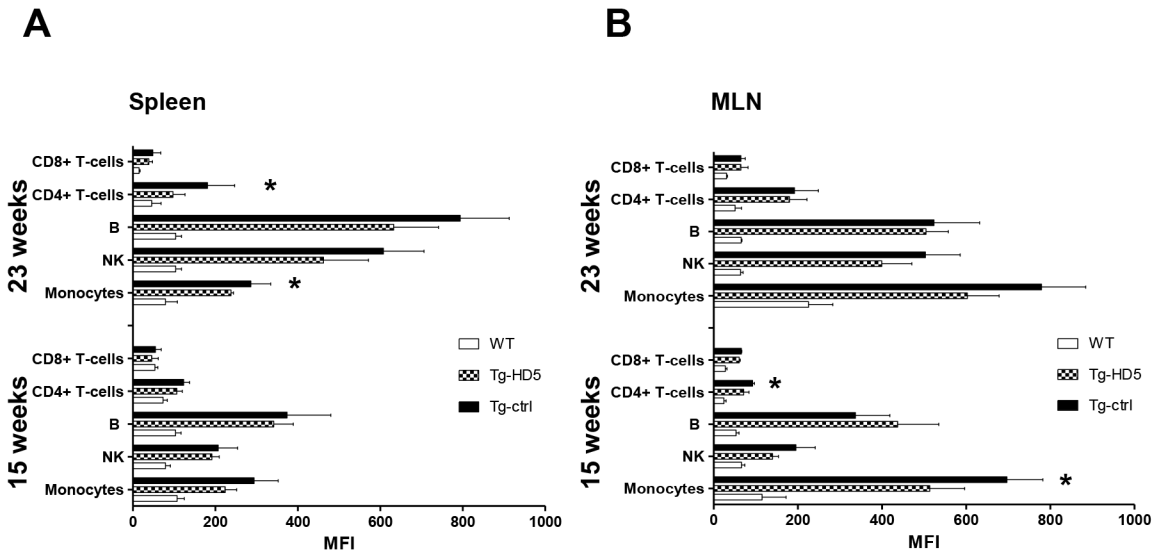 A
Spleen
23 weeks
CD8+ T-cells
CD4+ T-cells
*
B
NK
Monocytes
*
15 weeks
CD8+ T-cells
CD4+ T-cells
B
NK
Monocytes
WT
Tg-HD5
Tg-ctrl
0 200 400 600 800 1000
MFI
B
MLN
23 weeks
CD8+ T-cells
CD4+ T-cells
B
NK
Monocytes
15 weeks
CD8+ T-cells
CD4+ T-cells
*
B
NK
Monocytes
*
WT
Tg-HD5
Tg-ctrl
0 200 400 600 800 1000
MFI